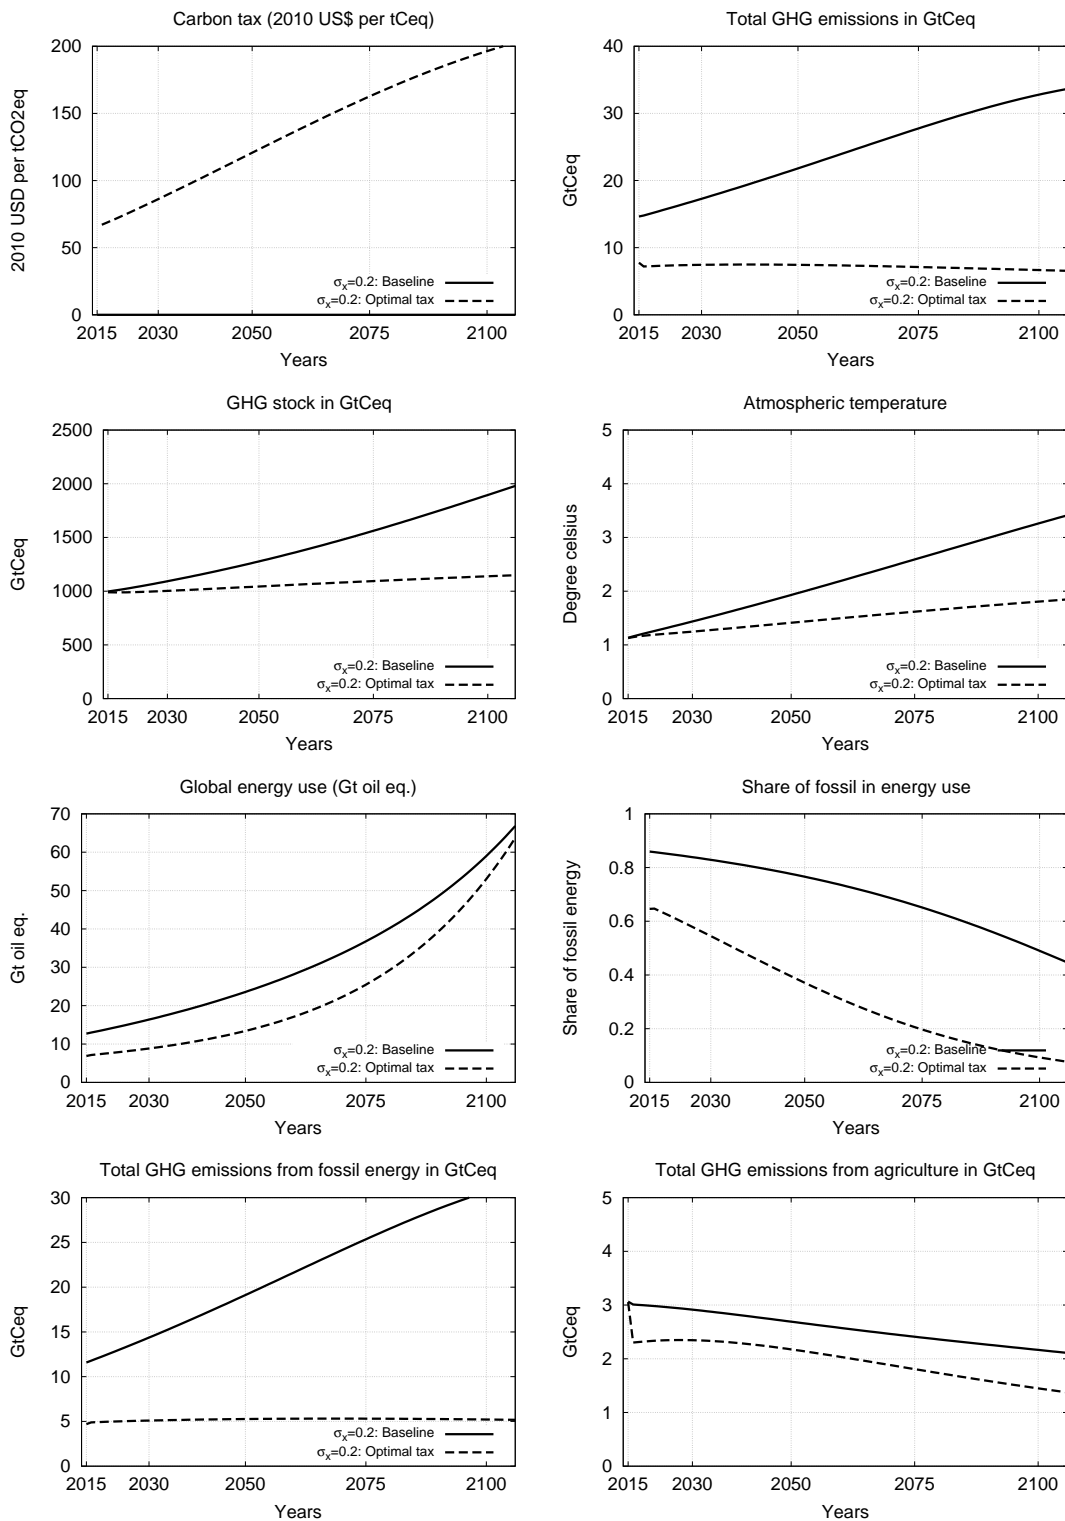 Carbon tax (2010 US$ per tCeq)
200
150
100
50
0
2010 USD per tCO2eq
σx=0.2: Baseline
σx=0.2: Optimal tax
2015 2030 2050 2075 2100
Years
Total GHG emissions in GtCeq
40
30
20
10
0
GtCeq
σx=0.2: Baseline
σx=0.2: Optimal tax
2015 2030 2050 2075 2100
Years
GHG stock in GtCeq
2500
2000
1500
1000
500
0
GtCeq
σx=0.2: Baseline
σx=0.2: Optimal tax
2015 2030 2050 2075 2100
Years
Atmospheric temperature
5
4
3
2
1
0
Degree celsius
σx=0.2: Baseline
σx=0.2: Optimal tax
2015 2030 2050 2075 2100
Years
Global energy use (Gt oil eq.)
70
60
50
40
30
20
10
0
Gt oil eq.
σx=0.2: Baseline
σx=0.2: Optimal tax
2015 2030 2050 2075 2100
Years
Share of fossil in energy use
1
0.8
0.6
0.4
0.2
0
Share of fossil energy
σx=0.2: Baseline
σx=0.2: Optimal tax
2015 2030 2050 2075 2100
Years
Total GHG emissions from fossil energy in GtCeq
30
25
20
15
10
5
0
GtCeq
σx=0.2: Baseline
σx=0.2: Optimal tax
2015 2030 2050 2075 2100
Years
Total GHG emissions from agriculture in GtCeq
5
4
3
2
1
0
GtCeq
σx=0.2: Baseline
σx=0.2: Optimal tax
2015 2030 2050 2075 2100
Years